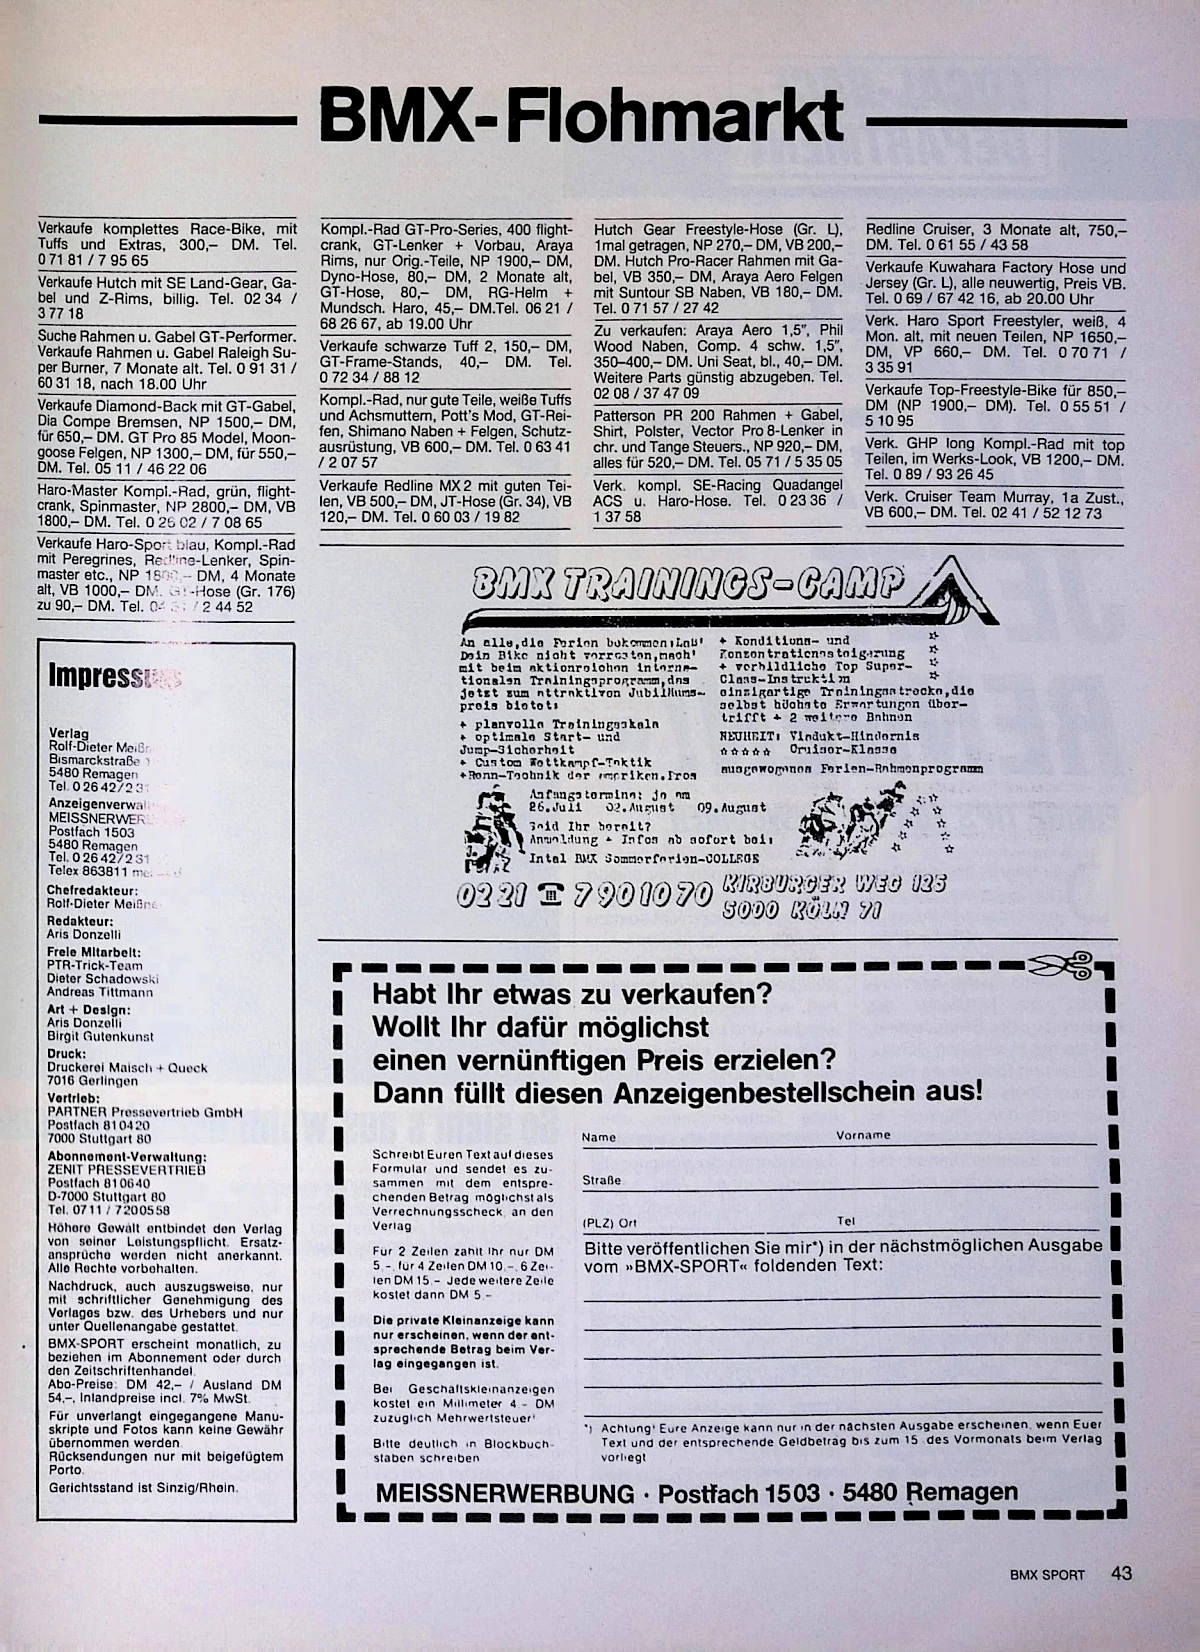 BMX-Flohmarkt
Verkaufe komplettes Race-Bike, mit
Tuffs und Extras, 300,– DM. Tel.
0 71 81 / 7 95 65
Verkaufe Hutch mit SE Land-Gear, Ga-
bel und Z-Rims, billig. Tel. 02 34 /
3 77 18
Suche Rahmen u. Gabel GT-Performer.
Verkaufe Rahmen u. Gabel Raleigh Su-
per Burner, 7 Monate alt. Tel. 0 91 31 /
60 31 18, nach 18.00 Uhr
Verkaufe Diamond-Back mit GT-Gabel,
Dia Compe Bremsen, NP 1500,– DM,
für 650,– DM. GT Pro 85 Model, Moon-
goose Felgen, NP 1300,– DM, für 550,–
DM. Tel. 05 11 / 46 22 06
Haro-Master Kompl.-Rad, grün, flight-
crank, Spinmaster, NP 2800,– DM, VB
1800,– DM. Tel. 0 26 02 / 7 08 65
Verkaufe Haro-Sport blau, Kompl.-Rad
mit Peregrines, Redline-Lenker, Spin-
master etc., NP DM, 4 Monate
alt, VB 1000,– DM. GT-Hose (Gr. 176)
zu 90,– DM. Tel. / 2 44 52
Kompl.-Rad GT-Pro-Series, 400 flight-
crank, GT-Lenker + Vorbau, Araya
Rims, nur Orig.-Teile, NP 1900,– DM,
Dyno-Hose, 80,– DM, 2 Monate alt,
GT-Hose, 80,– DM, RG-Helm +
Mundsch. Haro, 45,– DM.Tel. 06 21 /
68 26 67, ab 19.00 Uhr
Verkaufe schwarze Tuff 2, 150,– DM,
GT-Frame-Stands, 40,– DM. Tel.
0 72 34 / 88 12
Kompl.-Rad, nur gute Teile, weiße Tuffs
und Achsmuttern, Pott's Mod, GT-Rei-
fen, Shimano Naben + Felgen, Schutz-
ausrüstung, VB 600,– DM. Tel. 0 63 41
/ 2 07 57
Verkaufe Redline MX 2 mit guten Tei-
len, VB 500,– DM, JT-Hose (Gr. 34), VB
120,– DM. Tel. 0 60 03 / 19 82
Hutch Gear Freestyle-Hose (Gr. L),
1mal getragen, NP 270,– DM, VB 200,–
DM. Hutch Pro-Racer Rahmen mit Ga-
bel, VB 350,– DM, Araya Aero Felgen
mit Suntour SB Naben, VB 180,– DM.
Tel. 0 71 57 / 27 42
Zu verkaufen: Araya Aero 1,5″, Phil
Wood Naben, Comp. 4 schw. 1,5″,
350–400,– DM. Uni Seat, bl., 40,– DM.
Weitere Parts günstig abzugeben. Tel.
02 08 / 37 47 09
Patterson PR 200 Rahmen + Gabel,
Shirt, Polster, Vector Pro 8-Lenker in
chr. und Tange Steuers., NP 920,– DM,
alles für 520,– DM. Tel. 05 71 / 5 35 05
Verk. kompl. SE-Racing Quadangel
ACS u. Haro-Hose. Tel. 0 23 36 /
1 37 58
Redline Cruiser, 3 Monate alt, 750,–
DM. Tel. 0 61 55 / 43 58
Verkaufe Kuwahara Factory Hose und
Jersey (Gr. L), alle neuwertig, Preis VB.
Tel. 0 69 / 67 42 16, ab 20.00 Uhr
Verk. Haro Sport Freestyler, weiß, 4
Mon. alt, mit neuen Teilen, NP 1650,–
DM, VP 660,– DM. Tel. 0 70 71 /
3 35 91
Verkaufe Top-Freestyle-Bike für 850,–
DM (NP 1900,– DM). Tel. 0 55 51 /
5 10 95
Verk. GHP long Kompl.-Rad mit top
Teilen, im Werks-Look, VB 1200,– DM.
Tel. 0 89 / 93 26 45
Verk. Cruiser Team Murray, 1a Zust.,
VB 600,– DM. Tel. 02 41 / 52 12 73
BMX TRAININGS-CAMP
An alle,die Ferien bekommen:Laß'
Dein Bike nicht verrosten,mach'
mit beim aktionreichen interna-
tionalen Trainingsprogramm,das
jetzt zum attraktiven Jubiläums-
preis bietet:
+ planvolle Trainingsskala
+ optimale Start- und
Jump-Sicherheit
+ Custom Wettkampf-Taktik
+Renn-Technik der amerikan.Pros
+ Konditions- und
Konzentrationssteigerung
+ vorbildliche Top Super-
Class-Instruktion
einzigartige Trainingsstrecke,die
selbst höchste Erwartungen über-
trifft + 2 weitere Bahnen
NEUHEIT: Viadukt-Hindernis
☆☆☆☆☆ Cruiser-Klasse
ausgewogenes Ferien-Rahmenprogramm
Anfangstermine: je am
26.Juli 02.August 09.August
Seid Ihr bereit?
Anmeldung + Infos ab sofort bei:
Intal BMX Sommerferien-COLLEGE
02 21 ☎ 7 90 10 70
KIRBURGER WEG 125
5000 KÖLN 71
Impressum
Verlag
Rolf-Dieter
Bismarckstraße
5480 Remagen
Tel. 0 26 42/
MEISSNERWER
Postfach 1503
5480 Remagen
Tel. 0 26 42/2
Telex 863811
Chefredakteur:
Rolf-Dieter Meißne
Redakteur:
Aris Donzelli
Freie Mitarbeit:
PTR-Trick-Team
Dieter Schadowski
Andreas Tittmann
Art + Design:
Aris Donzelli
Birgit Gutenkunst
Druck:
Druckerei Maisch + Queck
7016 Gerlingen
Vertrieb:
PARTNER Pressevertrieb GmbH
Postfach 81 04 20
7000 Stuttgart 80
Abonnement-Verwaltung:
ZENIT PRESSEVERTRIEB
Postfach 81 06 40
D-7000 Stuttgart 80
Tel. 07 11 / 7 20 05 58
Höhere Gewalt entbindet den Verlag
von seiner Leistungspflicht. Ersatz-
ansprüche werden nicht anerkannt.
Alle Rechte vorbehalten.
Nachdruck, auch auszugsweise, nur
mit schriftlicher Genehmigung des
Verlages bzw. des Urhebers und nur
unter Quellenangabe gestattet.
BMX-SPORT erscheint monatlich, zu
beziehen im Abonnement oder durch
den Zeitschriftenhandel.
Abo-Preise: DM 42,– / Ausland DM
54,–, Inlandpreise incl. 7% MwSt.
Für unverlangt eingegangene Manu-
skripte und Fotos kann keine Gewähr
übernommen werden.
Rücksendungen nur mit beigefügtem
Porto.
Gerichtsstand ist Sinzig/Rhein.
Habt Ihr etwas zu verkaufen?
Wollt Ihr dafür möglichst
einen vernünftigen Preis erzielen?
Dann füllt diesen Anzeigenbestellschein aus!
Schreibt Euren Text auf dieses
Formular und sendet es zu-
sammen mit dem entspre-
chenden Betrag möglichst als
Verrechnungsscheck, an den
Verlag
Für 2 Zeilen zahlt Ihr nur DM
5,–, für 4 Zeilen DM 10,–, 6 Zei-
len DM 15,– Jede weitere Zeile
kostet dann DM 5,–
Die private Kleinanzeige kann
nur erscheinen, wenn der ent-
sprechende Betrag beim Ver-
lag eingegangen ist.
Bei Geschäftskleinanzeigen
kostet ein Millimeter 4,– DM
zuzüglich Mehrwertsteuer!
Bitte deutlich in Blockbuch-
staben schreiben
Name Vorname
Straße
(PLZ) Ort Tel
Bitte veröffentlichen Sie mir*) in der nächstmöglichen Ausgabe
vom »BMX-SPORT« foldenden Text:
*) Achtung! Eure Anzeige kann nur in der nächsten Ausgabe erscheinen, wenn Euer
Text und der entsprechende Geldbetrag bis zum 15. des Vormonats beim Verlag
vorliegt
MEISSNERWERBUNG · Postfach 1503 · 5480 Remagen
BMX SPORT 43